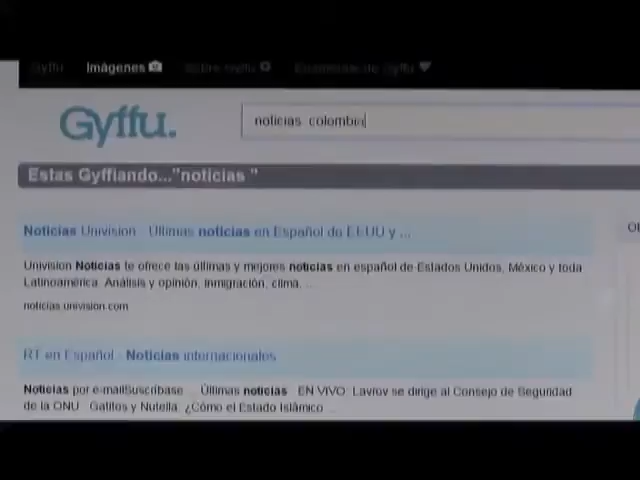 Gyffu Imágenes
Gyffu.
noticias colombia
Estas Gyffiando..."noticias "
Noticias Univision - Últimas noticias en Español de EEUU y ...
Univision Noticias te ofrece las últimas y mejores noticias en español de Estados Unidos, México y toda
Latinoamérica. Análisis y opinión, inmigración, clima, ...
noticias.univision.com
RT en Español - Noticias internacionales
Noticias por e-mailSuscríbase ... Últimas noticias EN VIVO: Lavrov se dirige al Consejo de Seguridad
de la ONU Gatitos y Nutella: ¿Cómo el Estado Islámico ...